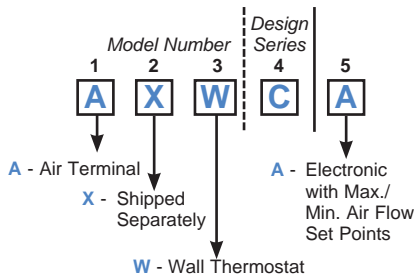 Model Number
Design
Series
1 2 3 4 5
A X W C A
A - Air Terminal
X - Shipped
Separately
W - Wall Thermostat
A - Electronic
with Max./
Min. Air Flow
Set Points